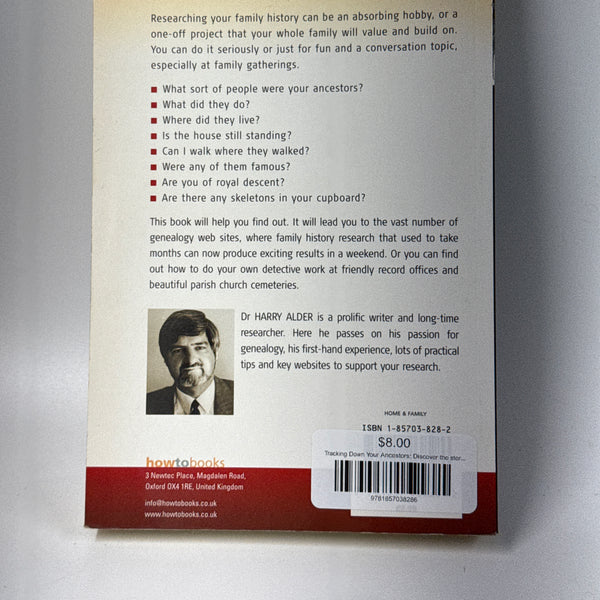 Researching your family history can be an absorbing hobby, or a
one-off project that your whole family will value and build on.
You can do it seriously or just for fun and a conversation topic,
especially at family gatherings.
■ What sort of people were your ancestors?
■ What did they do?
■ Where did they live?
■ Is the house still standing?
■ Can I walk where they walked?
■ Were any of them famous?
■ Are you of royal descent?
■ Are there any skeletons in your cupboard?
This book will help you find out. It will lead you to the vast number of
genealogy web sites, where family history research that used to take
months can now produce exciting results in a weekend. Or you can find
out how to do your own detective work at friendly record offices and
beautiful parish church cemeteries.
Dr HARRY ALDER is a prolific writer and long-time
researcher. Here he passes on his passion for
genealogy, his first-hand experience, lots of practical
tips and key websites to support your research.
HOME & FAMILY
ISBN 1-85703-828-2
$8.00
Tracking Down Your Ancestors: Discover the stor...
9781857038286
howtobooks
3 Newtec Place, Magdalen Road,
Oxford OX4 1RE, United Kingdom
info@howtobooks.co.uk
www.howtobooks.co.uk